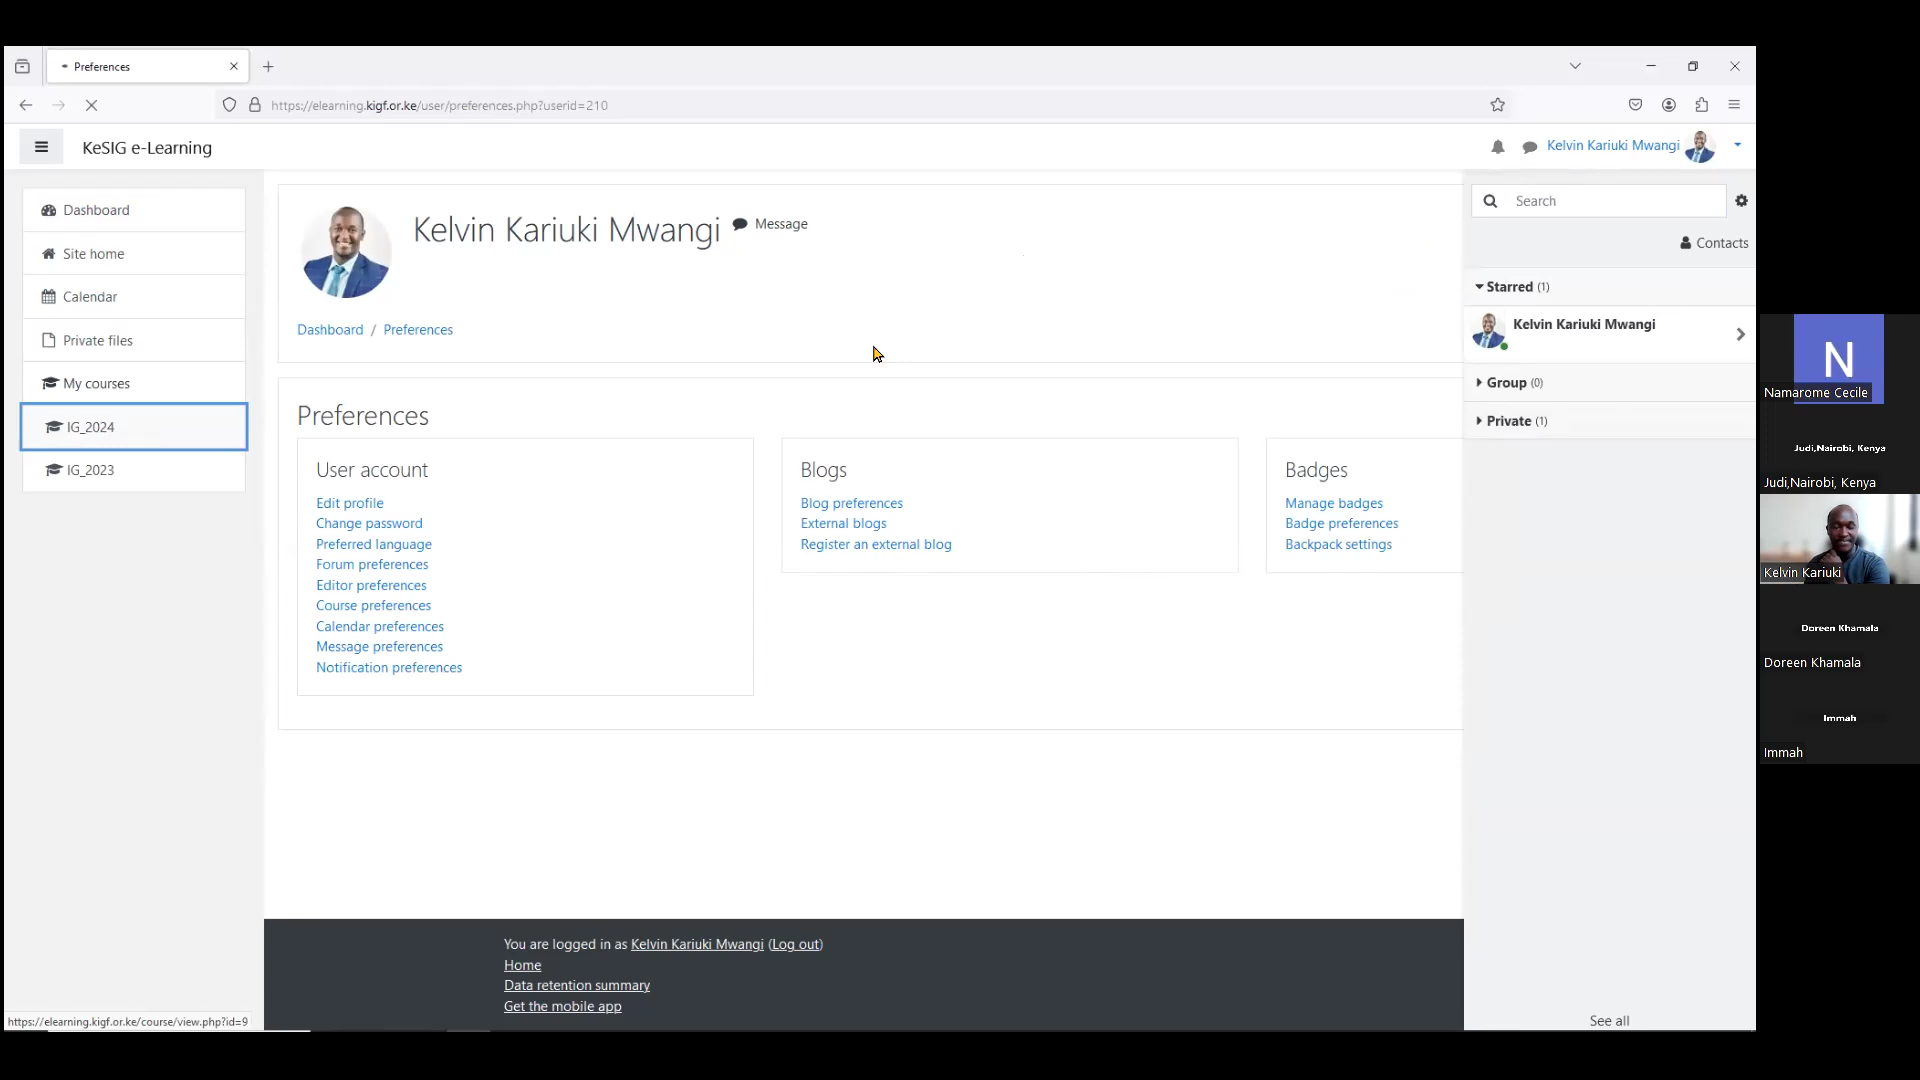 Preferences
https://elearning.kigf.or.ke/user/preferences.php?userid=210
KeSIG e-Learning
Kelvin Kariuki Mwangi
Dashboard
Site home
Calendar
Private files
My courses
IG_2024
IG_2023
Kelvin Kariuki Mwangi
Message
Dashboard / Preferences
Preferences
User account
Edit profile
Change password
Preferred language
Forum preferences
Editor preferences
Course preferences
Calendar preferences
Message preferences
Notification preferences
Blogs
Blog preferences
External blogs
Register an external blog
Badges
Manage badges
Badge preferences
Backpack settings
Search
Contacts
Starred (1)
Kelvin Kariuki Mwangi
Group (0)
Private (1)
See all
You are logged in as Kelvin Kariuki Mwangi (Log out)
Home
Data retention summary
Get the mobile app
https://elearning.kigf.or.ke/course/view.php?id=9
N
Namarome Cecile
Judi,Nairobi, Kenya
Judi,Nairobi, Kenya
Kelvin Kariuki
Doreen Khamala
Doreen Khamala
Immah
Immah